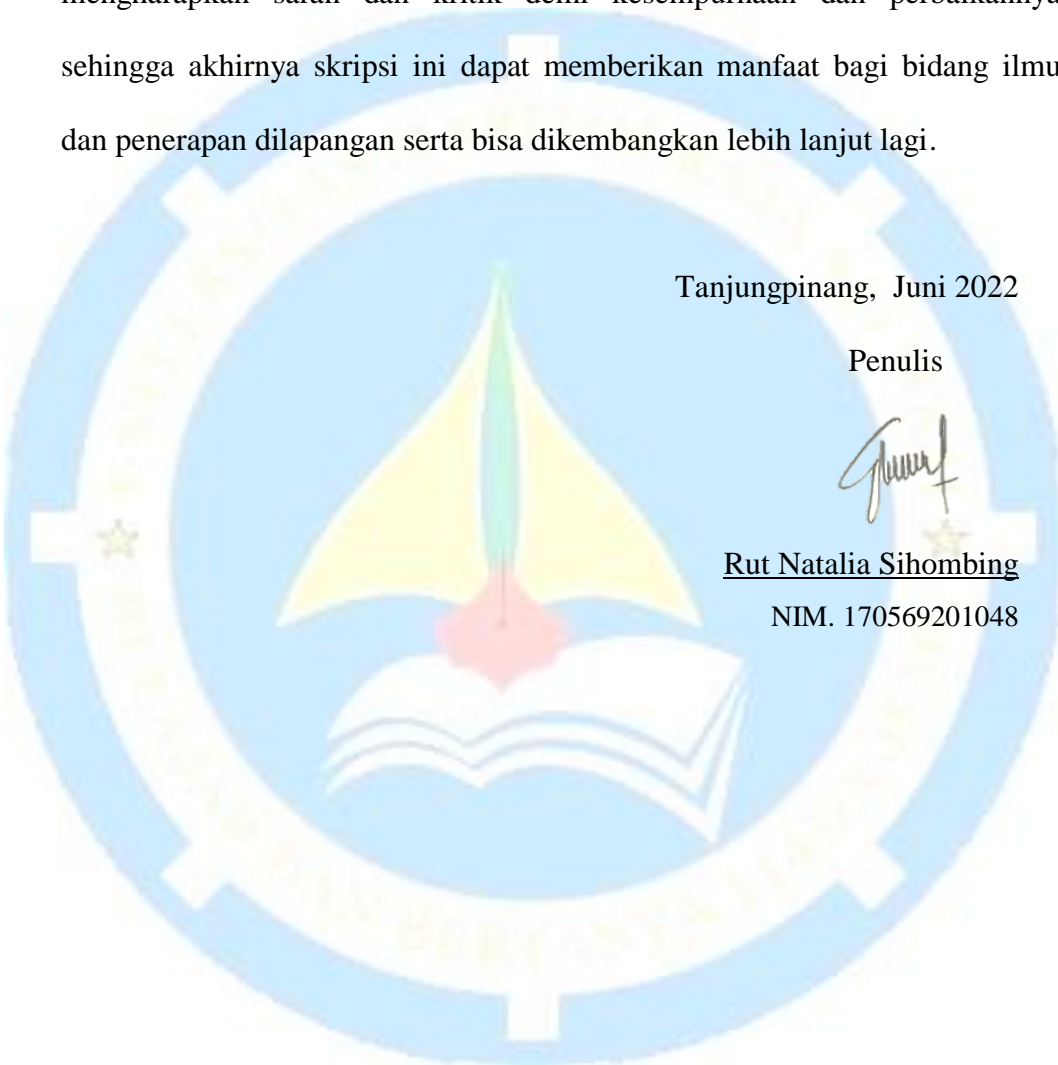 mengharapkan saran dan kritik demi kesempurnaan dan perbaikannya
sehingga akhirnya skripsi ini dapat memberikan manfaat bagi bidang ilmu
dan penerapan dilapangan serta bisa dikembangkan lebih lanjut lagi.
Tanjungpinang, Juni 2022
Penulis
Rut Natalia Sihombing
NIM. 170569201048